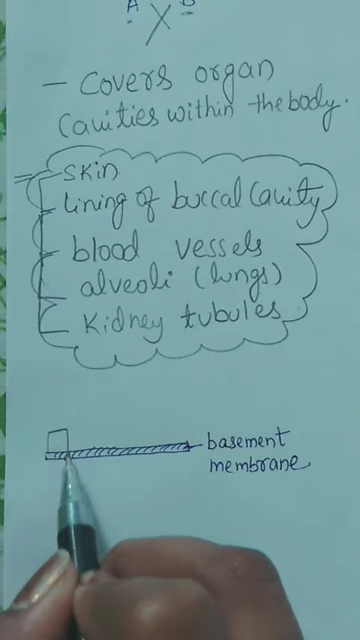 A B
X
- Covers organ
Cavities within the body.
skin
lining of buccal Cavity
blood vessels
alveoli (lungs)
Kidney tubules
basement
membrane